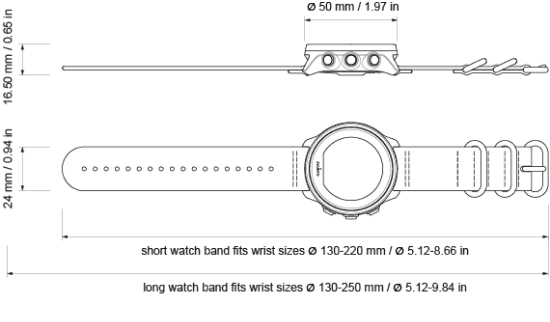 Ø 50 mm / 1.97 in
16.50 mm / 0.65 in
24 mm / 0.94 in
short watch band fits wrist sizes Ø 130-220 mm / Ø 5.12-8.66 in
long watch band fits wrist sizes Ø 130-250 mm / Ø 5.12-9.84 in